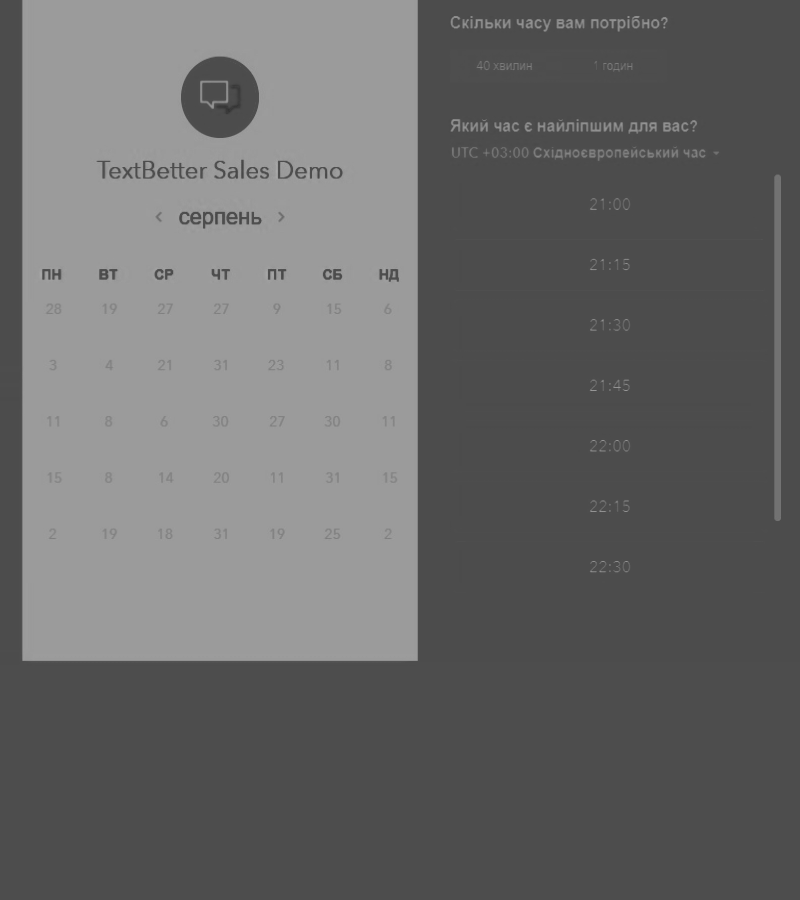 TextBetter Sales Demo
‹ серпень ›
ПН ВТ СР ЧТ ПТ СБ НД
28 19 27 27 9 15 6
3 4 21 31 23 11 8
11 8 6 30 27 30 11
15 8 14 20 11 31 15
2 19 18 31 19 25 2
Скільки часу вам потрібно?
40 хвилин 1 годин
Який час є найліпшим для вас?
UTC +03:00 Східноєвропейський час
21:00
21:15
21:30
21:45
22:00
22:15
22:30